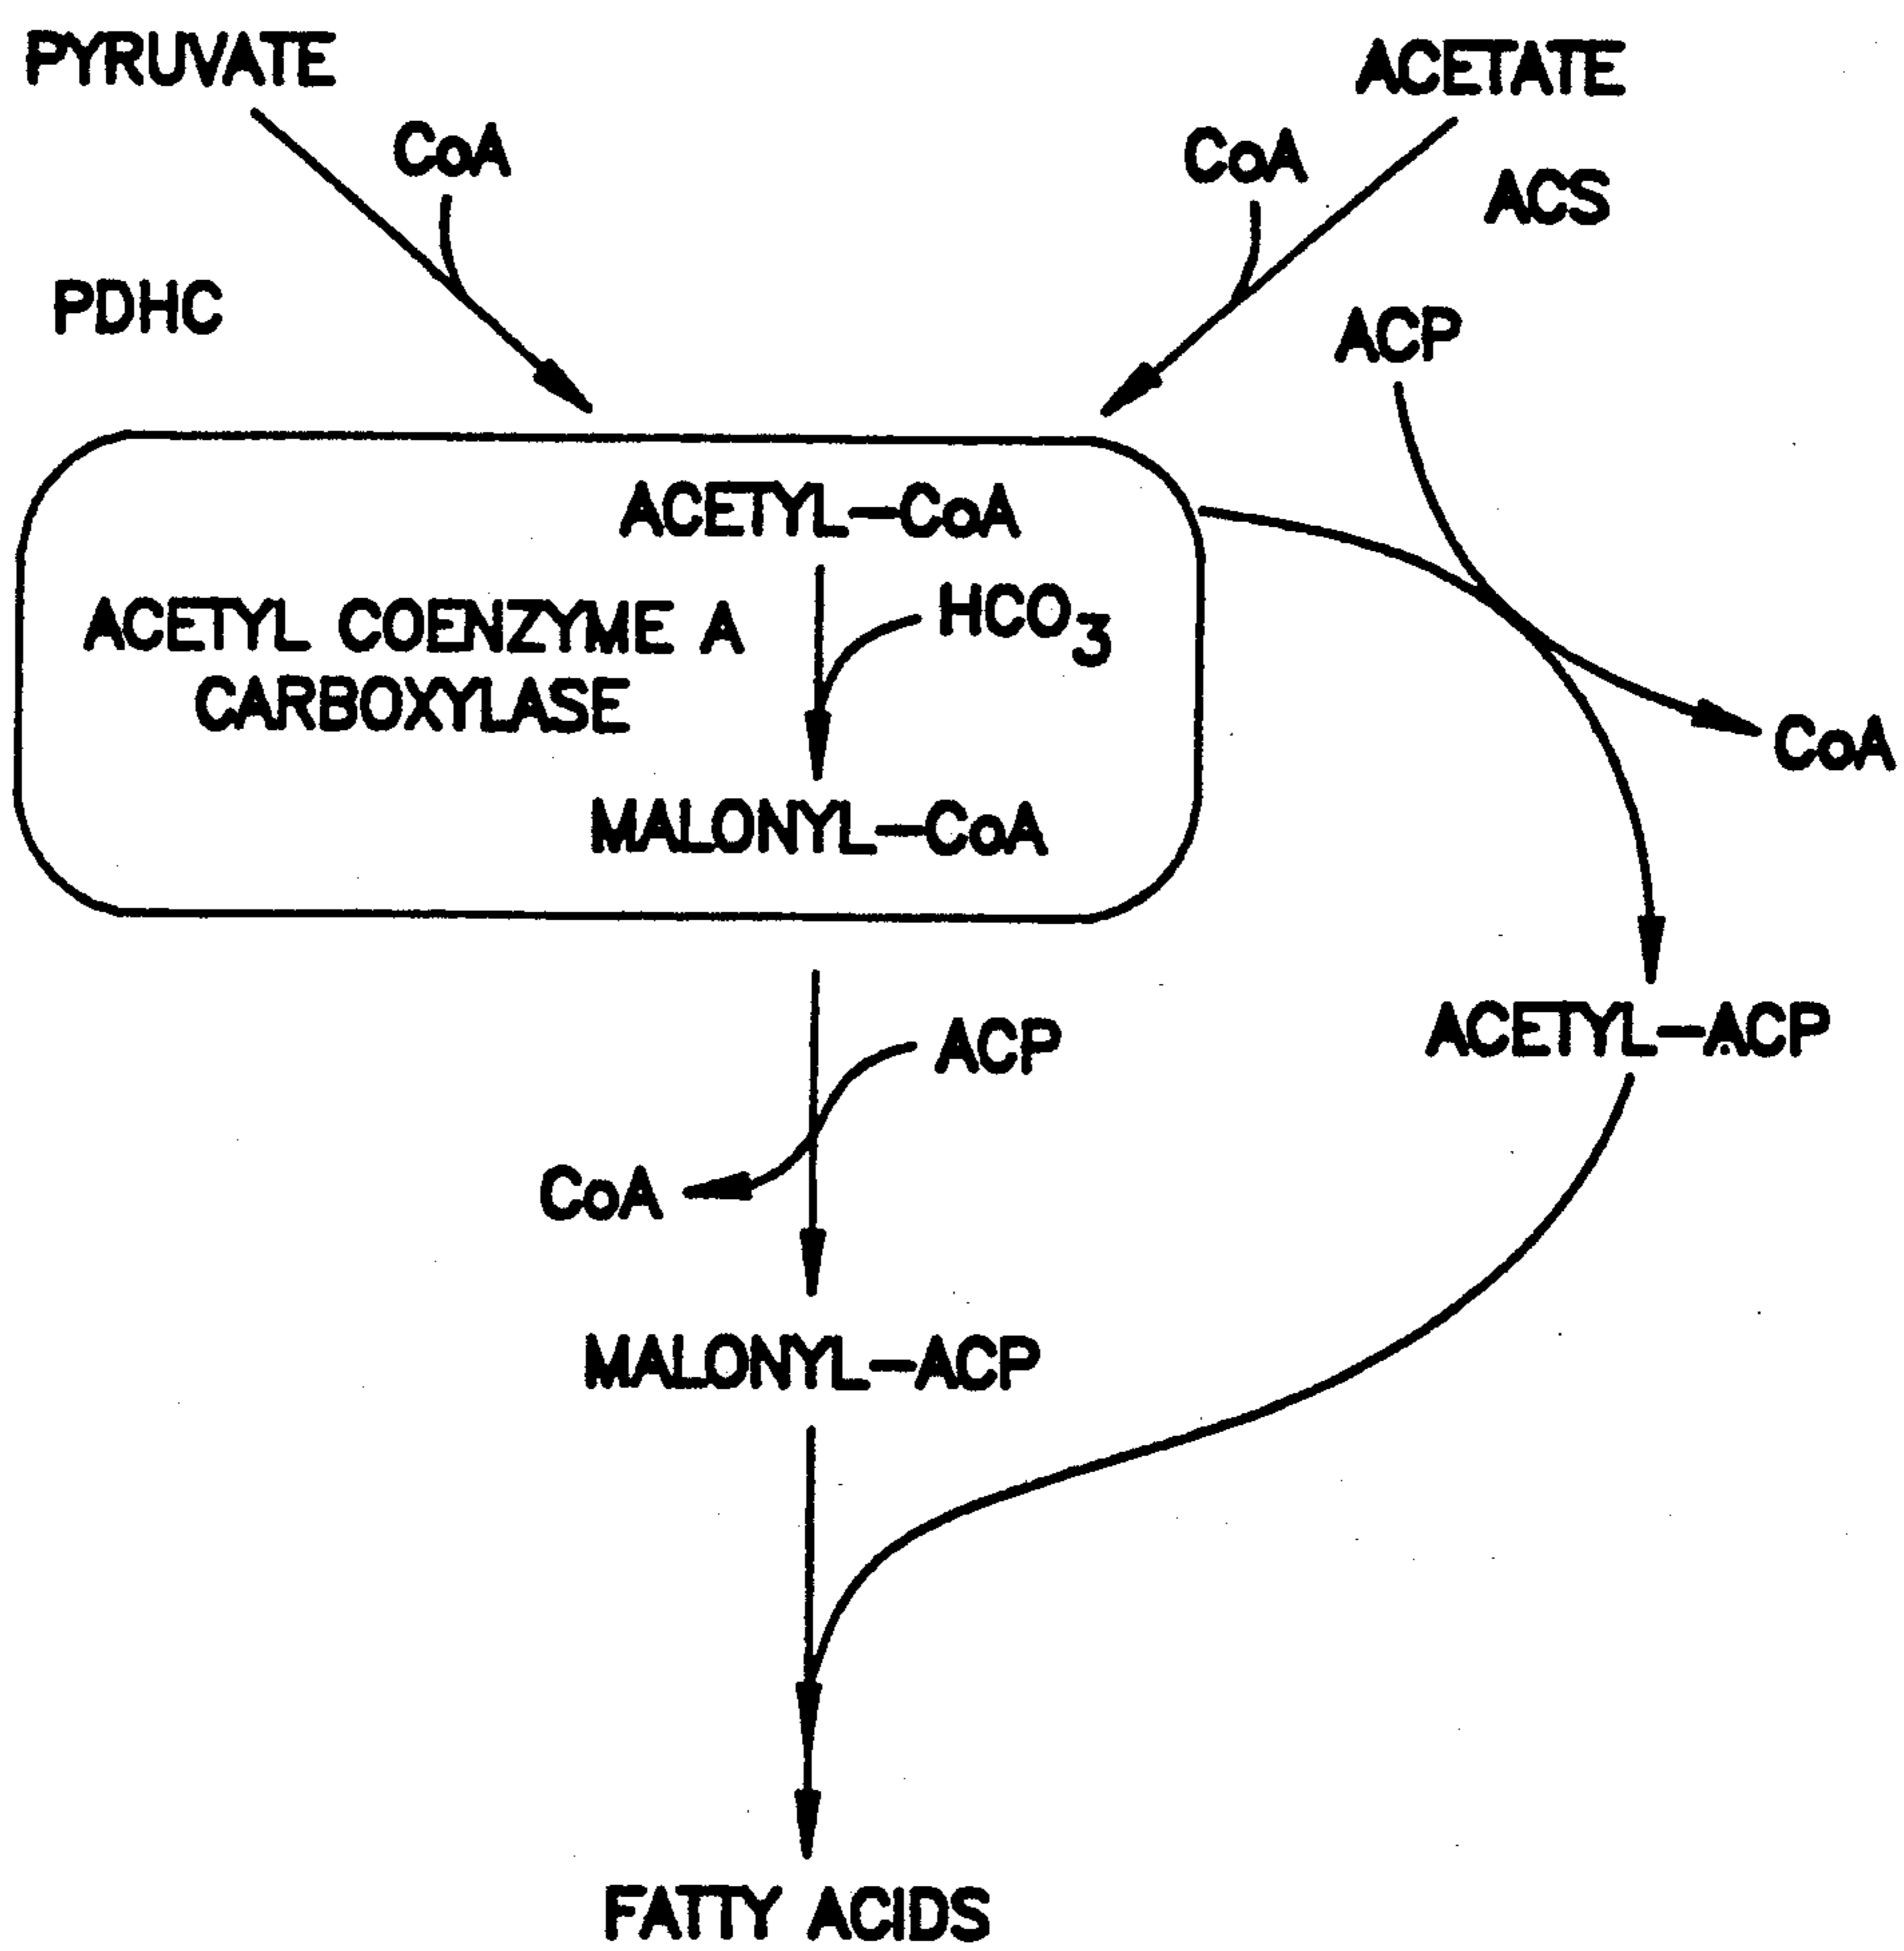 PYRUVATE
ACETATE
CoA
CoA
ACS
PDHC
ACP
ACETYL-CoA
HCO3
ACETYL COENZYME A
CARBOXYLASE
CoA
MALONYL-CoA
ACP
ACETYL-ACP
CoA
MALONYL-ACP
FATTY ACIDS